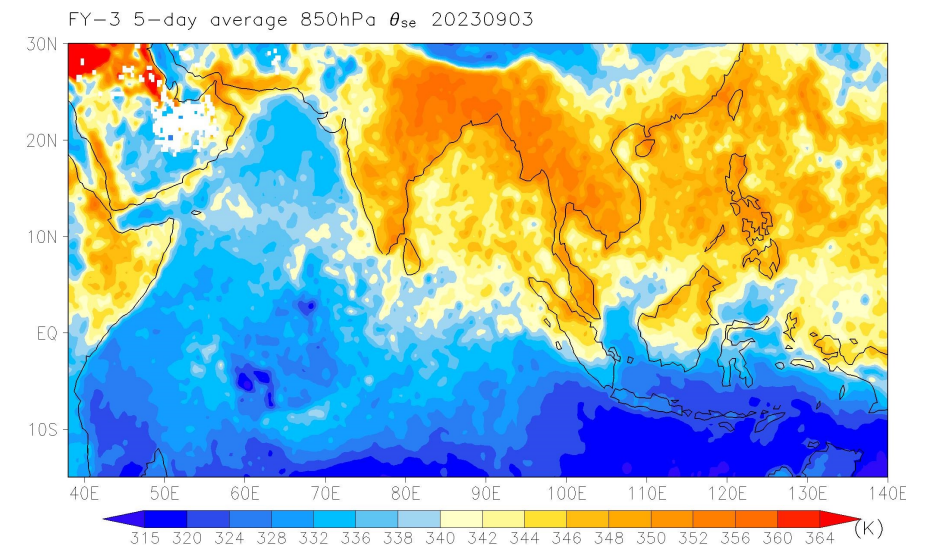 FY-3 5-day average 850hPa θse 20230903
30N
20N
10N
EQ
10S
40E 50E 60E 70E 80E 90E 100E 110E 120E 130E 140E
315 320 324 328 332 336 338 340 342 344 346 348 350 352 356 360 364 (K)